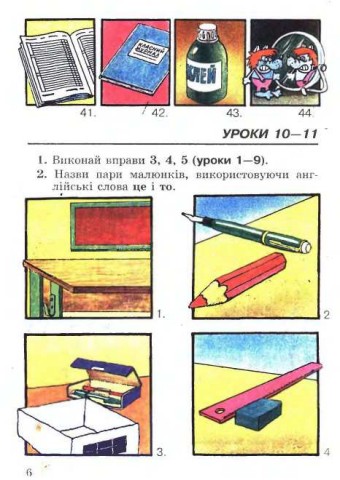 КЛАСНИЙ
ЖУРНАЛ
КЛЕЙ
41.
42.
43.
44.
УРОКИ 10—11
1. Виконай вправи 3, 4, 5 (уроки 1—9).
2. Назви пари малюнків, використовуючи анг-
лійські слова це і то.
1.
2
3.
4
6